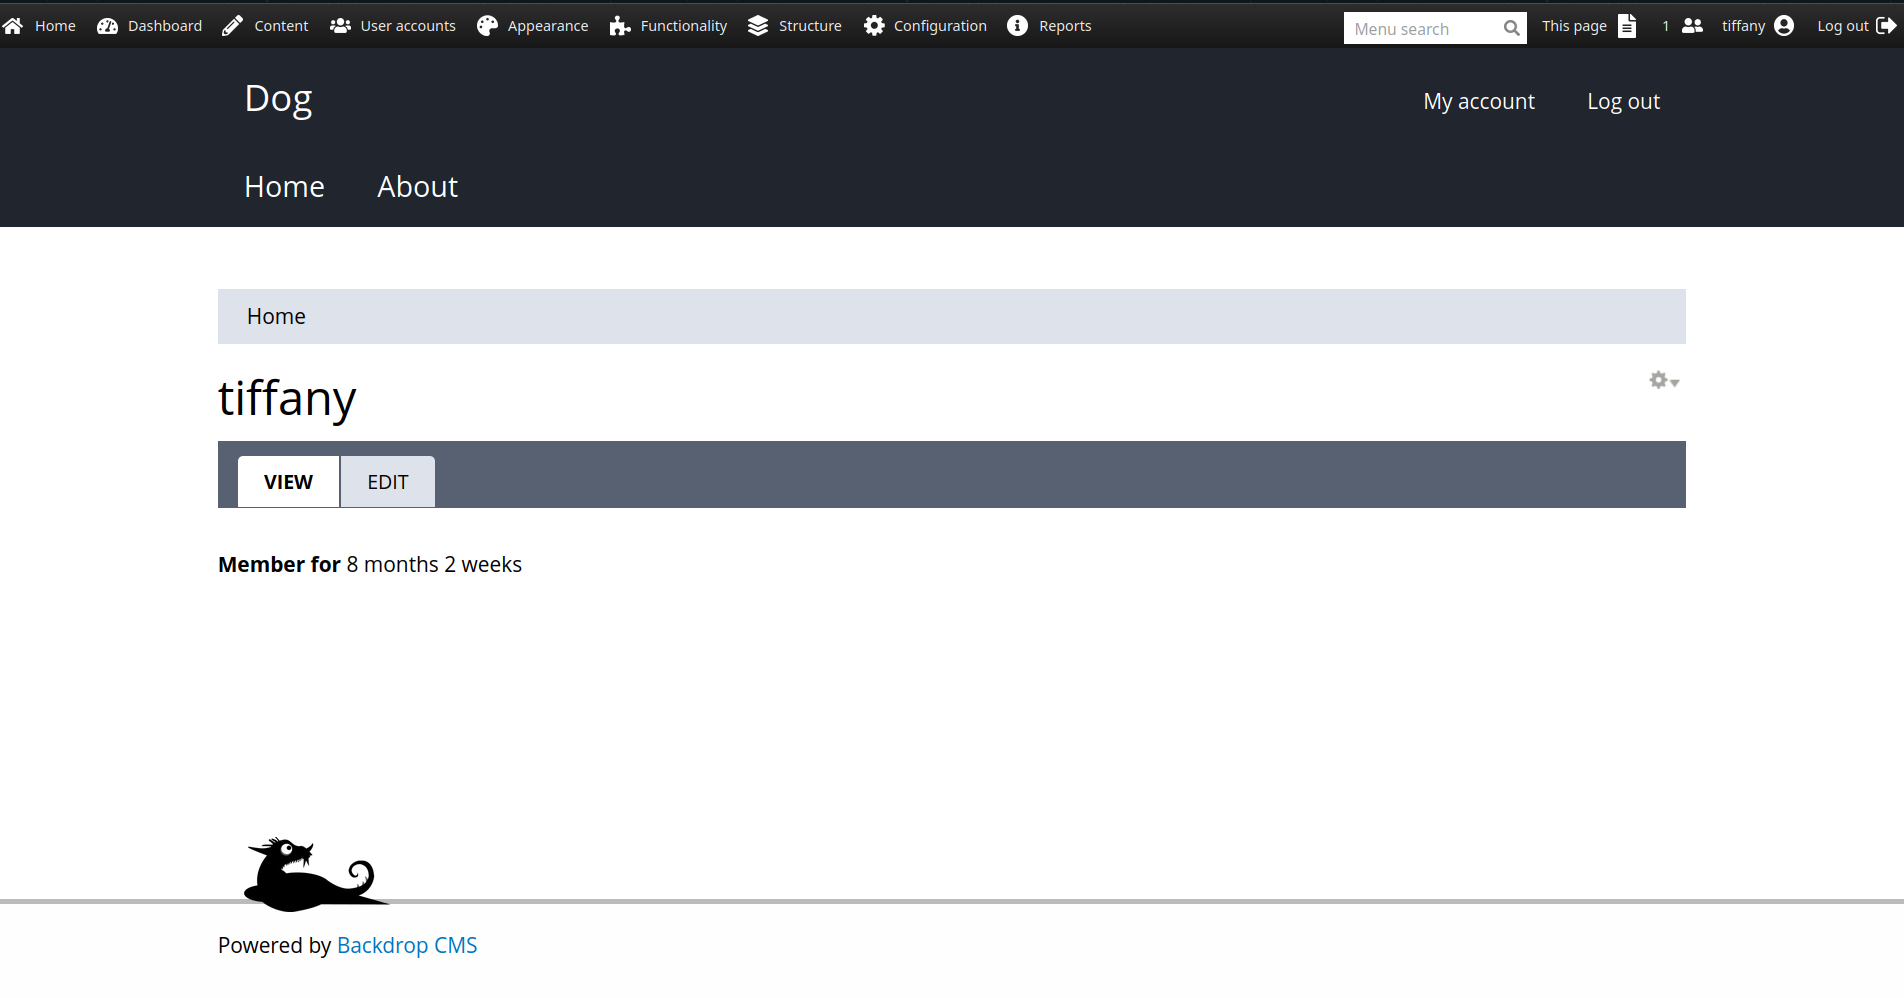 Home Dashboard Content User accounts Appearance Functionality Structure Configuration Reports Menu search This page 1 tiffany Log out
Dog My account Log out
Home About
Home
tiffany
VIEW EDIT
Member for 8 months 2 weeks
Powered by Backdrop CMS